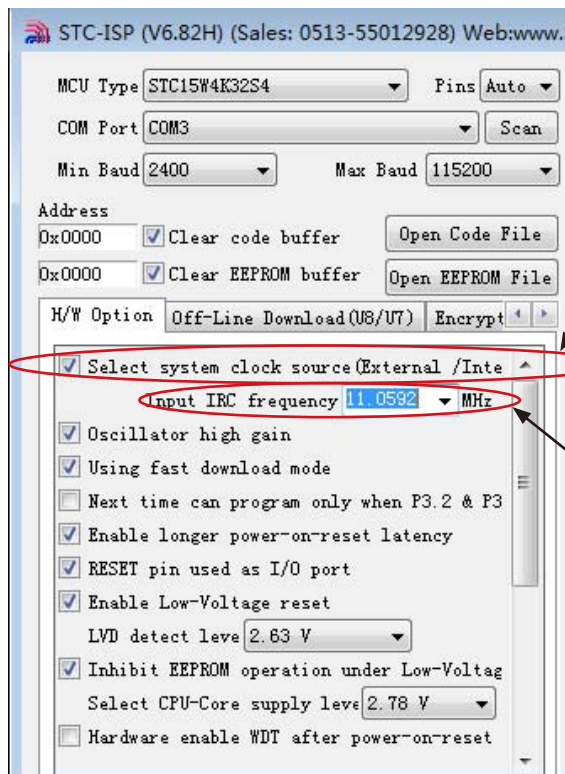 STC-ISP (V6.82H) (Sales: 0513-55012928) Web:www.
MCU Type STC15W4K32S4 Pins Auto
COM Port COM3 Scan
Min Baud 2400 Max Baud 115200
Address
0x0000 Clear code buffer Open Code File
0x0000 Clear EEPROM buffer Open EEPROM File
H/W Option Off-Line Download(U8/U7) Encrypt
Select system clock source(External /Inte
Input IRC frequency 11.0592 MHz
Oscillator high gain
Using fast download mode
Next time can program only when P3.2 & P3
Enable longer power-on-reset latency
RESET pin used as I/O port
Enable Low-Voltage reset
LVD detect leve 2.63 V
Inhibit EEPROM operation under Low-Voltag
Select CPU-Core supply leve 2.78 V
Hardware enable WDT after power-on-reset